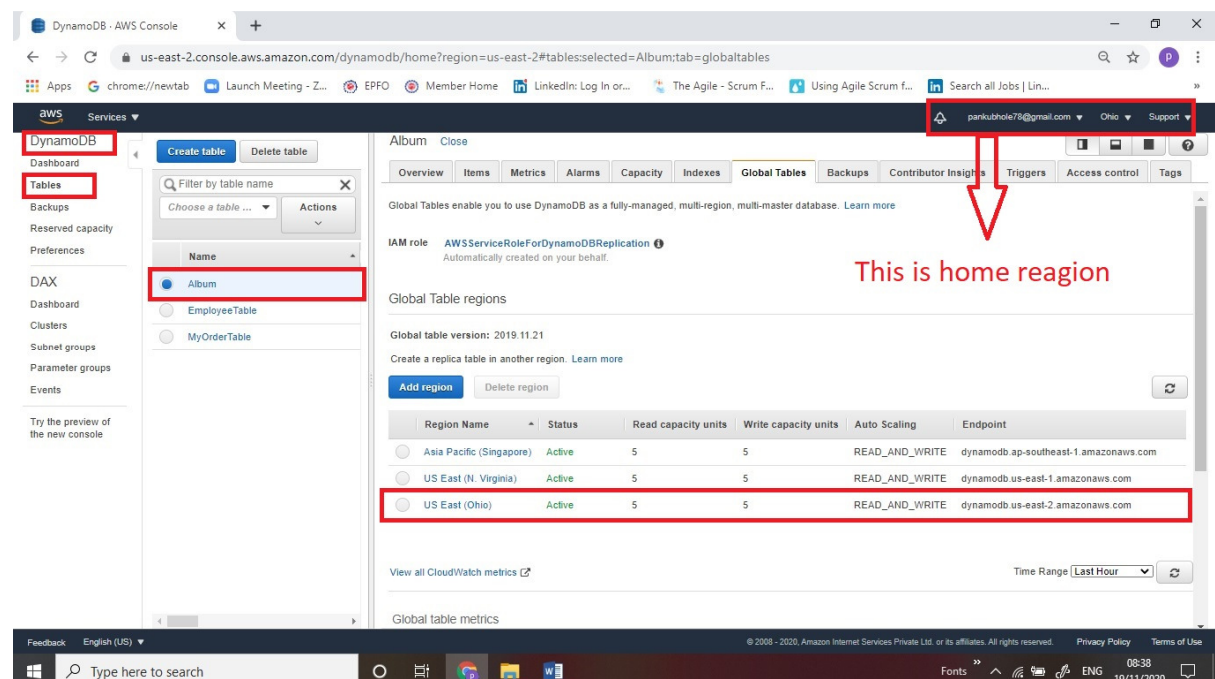 DynamoDB - AWS Console
us-east-2.console.aws.amazon.com/dynamodb/home?region=us-east-2#tables:selected=Album;tab=globaltables
P
Apps chrome://newtab Launch Meeting - Z... EPFO Member Home LinkedIn: Log In or... The Agile - Scrum F... Using Agile Scrum f... Search all Jobs | Lin... »
aws Services pankubhole78@gmail.com Ohio Support
DynamoDB
Dashboard
Tables
Backups
Reserved capacity
Preferences
DAX
Dashboard
Clusters
Subnet groups
Parameter groups
Events
Try the preview of
the new console
Create table Delete table
Filter by table name
Choose a table ... Actions
Name
Album
EmployeeTable
MyOrderTable
Album Close
Overview Items Metrics Alarms Capacity Indexes Global Tables Backups Contributor Insights Triggers Access control Tags
Global Tables enable you to use DynamoDB as a fully-managed, multi-region, multi-master database. Learn more
IAM role AWSServiceRoleForDynamoDBReplication
Automatically created on your behalf.
This is home reagion
Global Table regions
Global table version: 2019.11.21
Create a replica table in another region. Learn more
Add region Delete region
Region Name Status Read capacity units Write capacity units Auto Scaling Endpoint
Asia Pacific (Singapore) Active 5 5 READ_AND_WRITE dynamodb.ap-southeast-1.amazonaws.com
US East (N. Virginia) Active 5 5 READ_AND_WRITE dynamodb.us-east-1.amazonaws.com
US East (Ohio) Active 5 5 READ_AND_WRITE dynamodb.us-east-2.amazonaws.com
View all CloudWatch metrics Time Range Last Hour
Global table metrics
Feedback English (US) © 2008 - 2020, Amazon Internet Services Private Ltd. or its affiliates. All rights reserved. Privacy Policy Terms of Use
Type here to search Fonts » ENG 08:38
19/11/2020